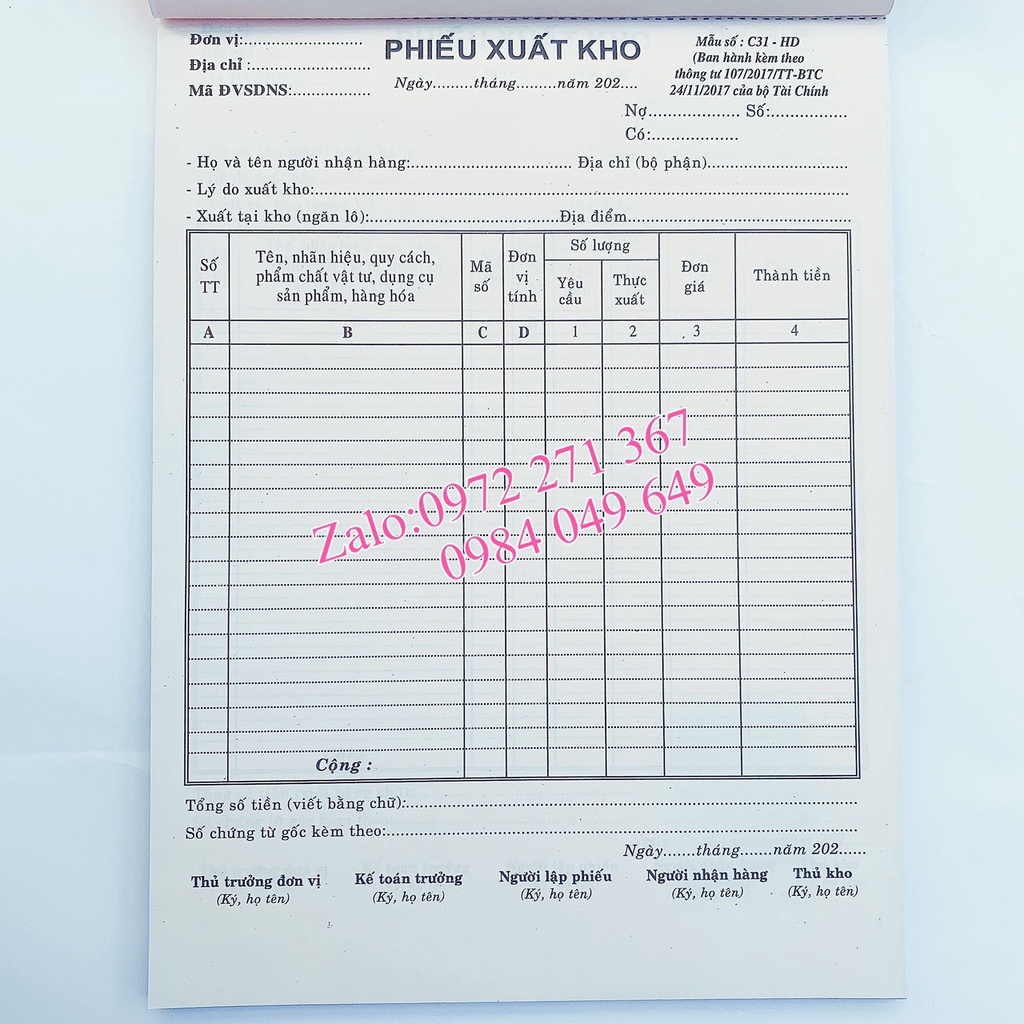 Đơn vị:..........................
Địa chỉ :..........................
Mã ĐVSDNS:.................
PHIẾU XUẤT KHO
Ngày.........tháng.........năm 202....
Mẫu số : C31 - HD
(Ban hành kèm theo
thông tư 107/2017/TT-BTC
24/11/2017 của bộ Tài Chính
Nợ.................... Số:................
Có:...................
- Họ và tên người nhận hàng:.................................. Địa chỉ (bộ phận)..............................
- Lý do xuất kho:..............................................................................................
- Xuất tại kho (ngăn lô):........................................Địa điểm................................................
Số TT
Tên, nhãn hiệu, quy cách,
phẩm chất vật tư, dụng cụ
sản phẩm, hàng hóa
Mã số
Đơn vị tính
Số lượng
Yêu cầu
Thực xuất
Đơn giá
Thành tiền
A B C D 1 2 3 4
Zalo:0972 271 367
0984 049 649
Cộng :
Tổng số tiền (viết bằng chữ):................................................................................
Số chứng từ gốc kèm theo:...................................................................................
Ngày.......tháng.......năm 202......
Thủ trưởng đơn vị Kế toán trưởng Người lập phiếu Người nhận hàng Thủ kho
(Ký, họ tên) (Ký, họ tên) (Ký, họ tên) (Ký, họ tên) (Ký, họ tên)